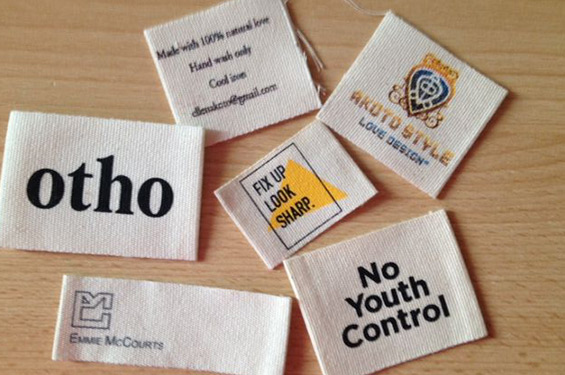 Made with 100% natural love
Hand wash only
Cool iron
AKOTO STYLE
LOVE DESIGN
otho
FIX UP
LOOK
SHARP.
No
Youth
Control
EMMIE MCCOURTS